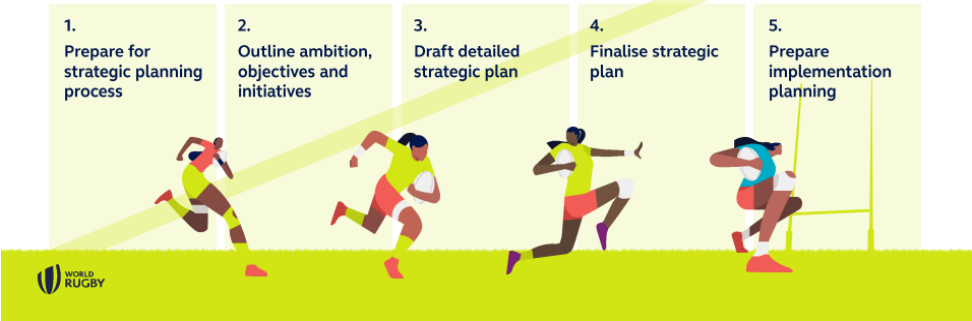 1.
Prepare for
strategic planning
process
2.
Outline ambition,
objectives and
initiatives
3.
Draft detailed
strategic plan
4.
Finalise strategic
plan
5.
Prepare
implementation
planning
WORLD
RUGBY